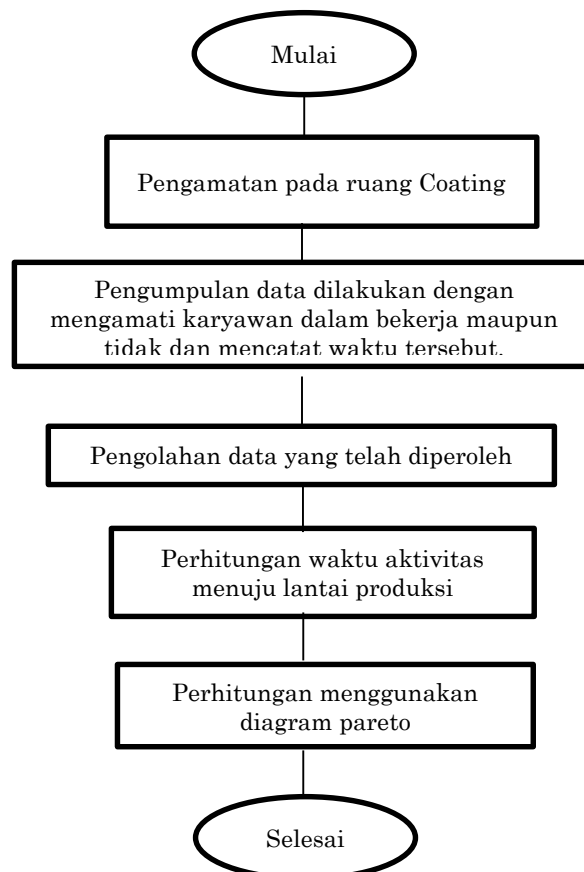 Mulai
Pengamatan pada ruang Coating
Pengumpulan data dilakukan dengan
mengamati karyawan dalam bekerja maupun
tidak dan mencatat waktu tersebut.
Pengolahan data yang telah diperoleh
Perhitungan waktu aktivitas
menuju lantai produksi
Perhitungan menggunakan
diagram pareto
Selesai